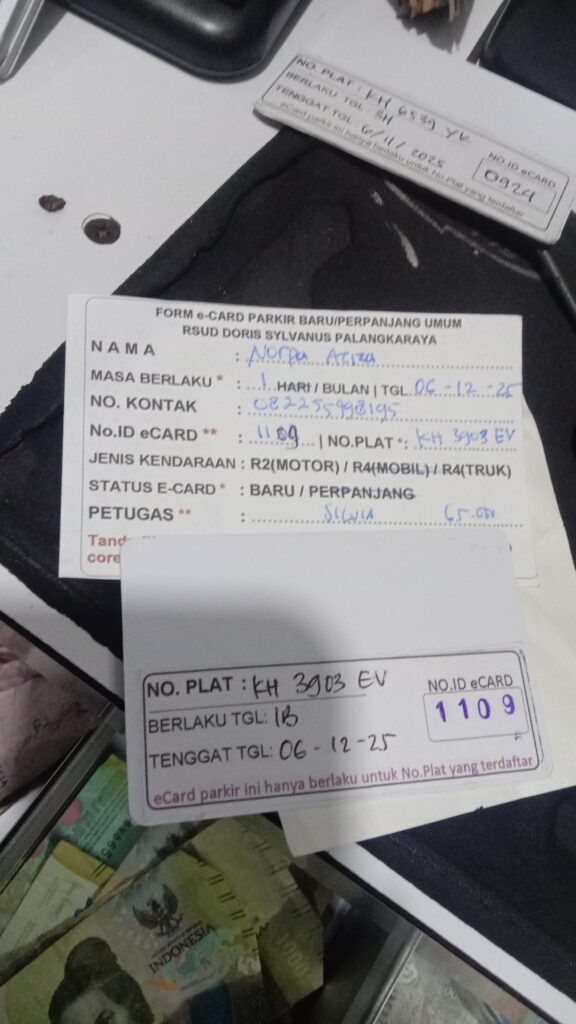 NO. PLAT : KH 6539 YK
BERLAKU TGL : 3H
TENGGAT TGL : 6/11/2025
NO.ID eCARD
0924
eCard parkir ini hanya berlaku untuk No.Plat yang terdaftar
FORM e-CARD PARKIR BARU/PERPANJANG UMUM
RSUD DORIS SYLVANUS PALANGKARAYA
N A M A :
MASA BERLAKU * : 1 HARI / BULAN | TGL 06 - 12 - 25
NO. KONTAK : 082255998195
No.ID eCARD ** : 1109 | NO.PLAT *: KH 3903 EV
JENIS KENDARAAN : R2(MOTOR) / R4(MOBIL) / R4(TRUK)
STATUS E-CARD * : BARU / PERPANJANG
PETUGAS ** : SILVIA 65.000
NO. PLAT : KH 3903 EV
BERLAKU TGL: 1B
TENGGAT TGL: 06 - 12 - 25
NO.ID eCARD
1109
eCard parkir ini hanya berlaku untuk No.Plat yang terdaftar
INDONESIA